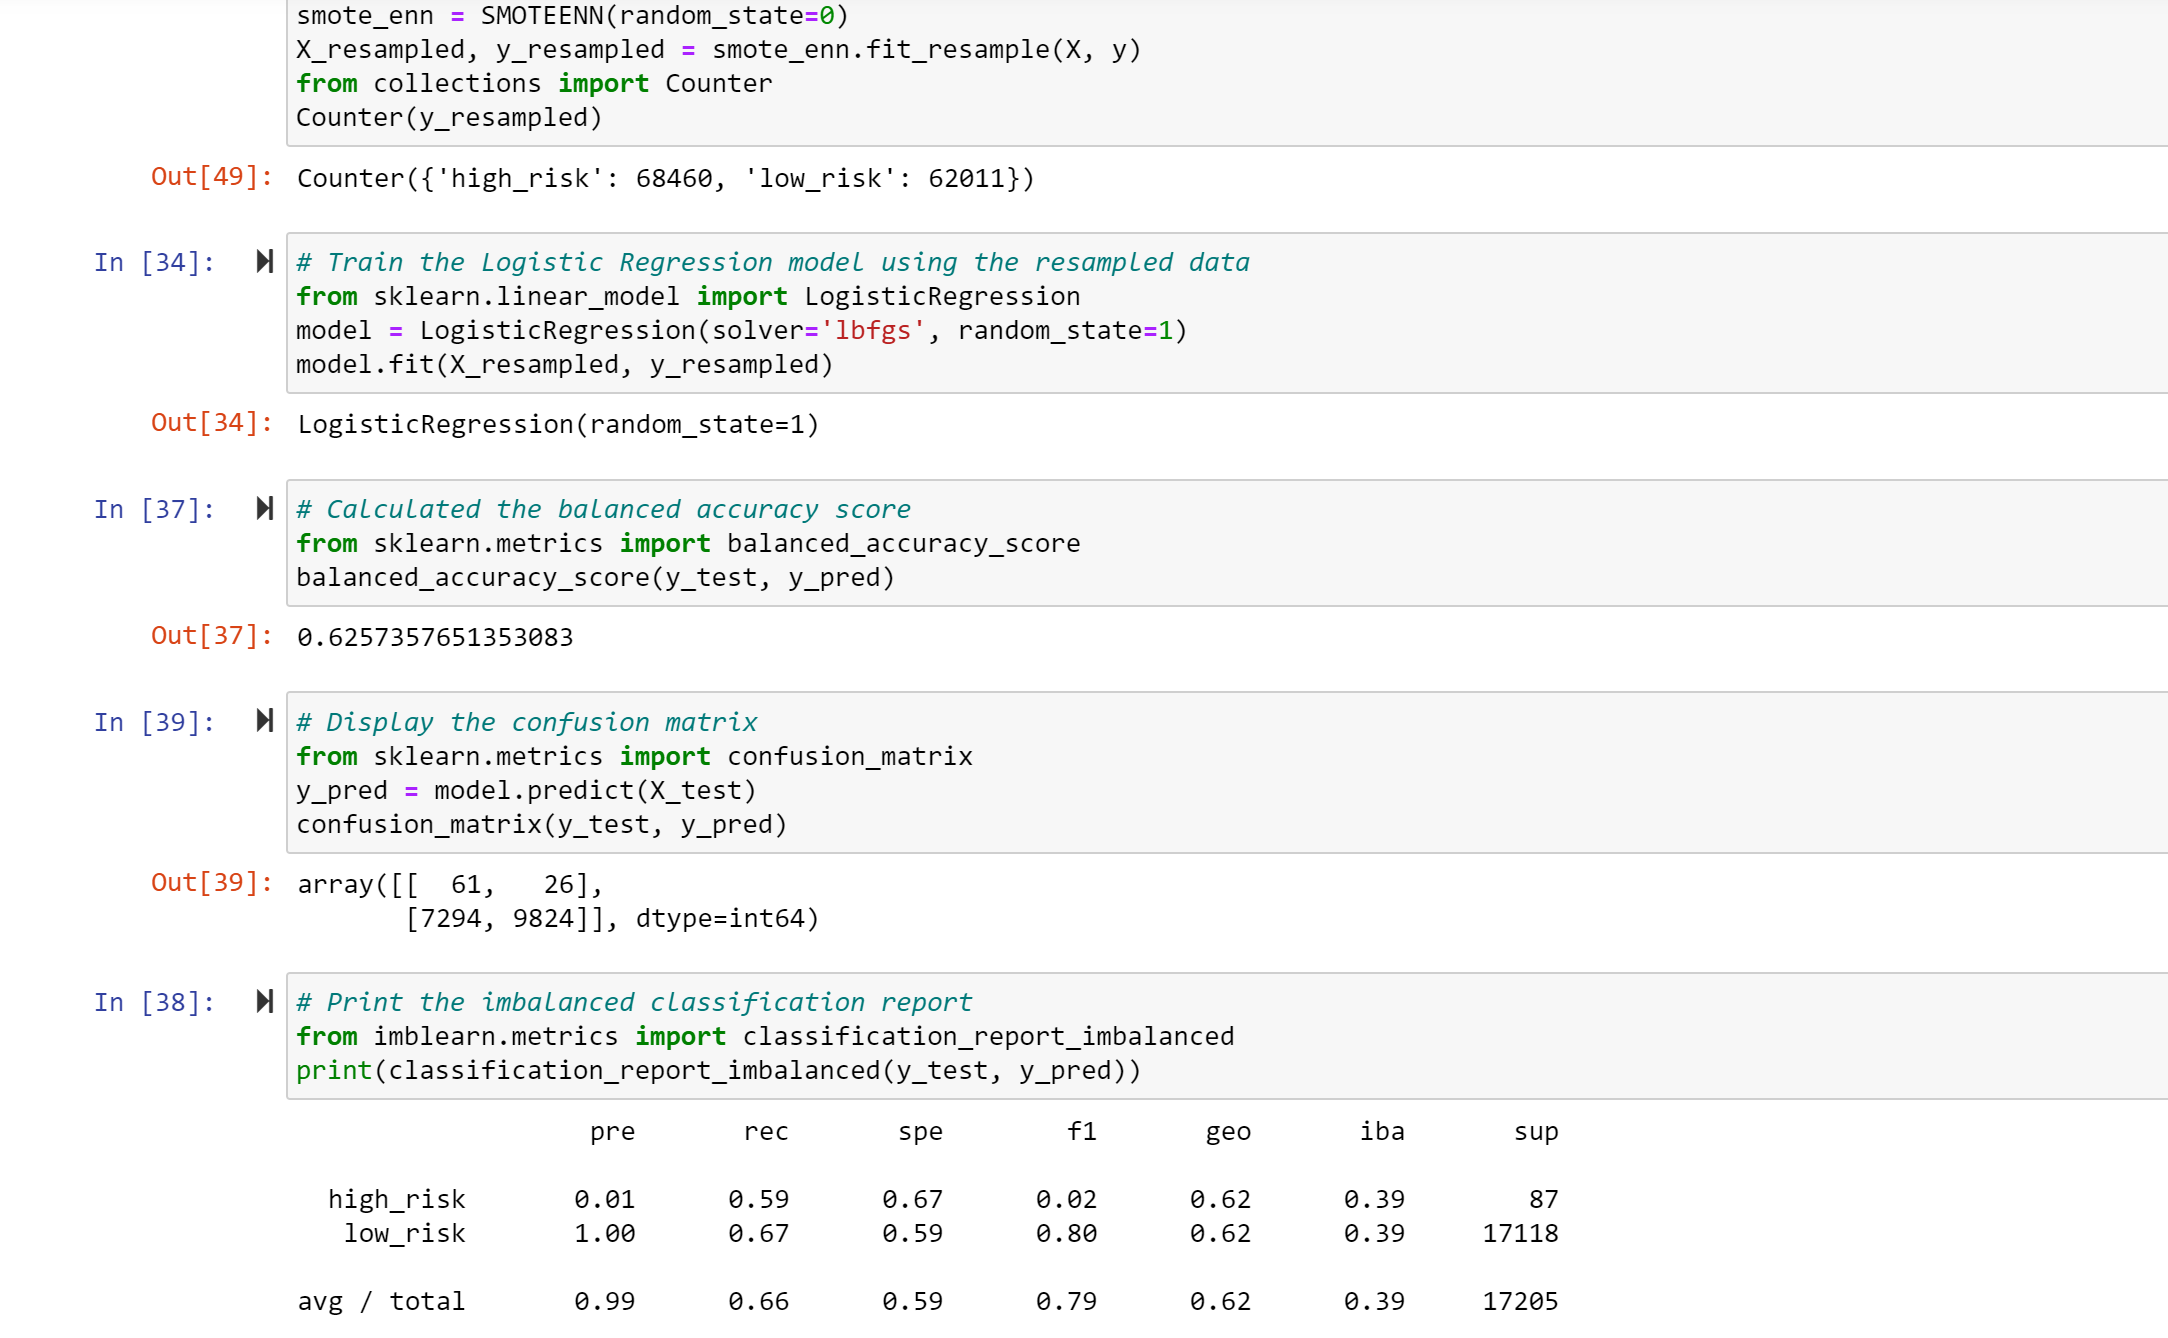 smote_enn = SMOTEENN(random_state=0)
X_resampled, y_resampled = smote_enn.fit_resample(X, y)
from collections import Counter
Counter(y_resampled)
Out[49]: Counter({'high_risk': 68460, 'low_risk': 62011})
In [34]: # Train the Logistic Regression model using the resampled data
from sklearn.linear_model import LogisticRegression
model = LogisticRegression(solver='lbfgs', random_state=1)
model.fit(X_resampled, y_resampled)
Out[34]: LogisticRegression(random_state=1)
In [37]: # Calculated the balanced accuracy score
from sklearn.metrics import balanced_accuracy_score
balanced_accuracy_score(y_test, y_pred)
Out[37]: 0.6257357651353083
In [39]: # Display the confusion matrix
from sklearn.metrics import confusion_matrix
y_pred = model.predict(X_test)
confusion_matrix(y_test, y_pred)
Out[39]: array([[  61,   26],
       [7294, 9824]], dtype=int64)
In [38]: # Print the imbalanced classification report
from imblearn.metrics import classification_report_imbalanced
print(classification_report_imbalanced(y_test, y_pred))
pre rec spe f1 geo iba sup
high_risk 0.01 0.59 0.67 0.02 0.62 0.39 87
low_risk 1.00 0.67 0.59 0.80 0.62 0.39 17118
avg / total 0.99 0.66 0.59 0.79 0.62 0.39 17205